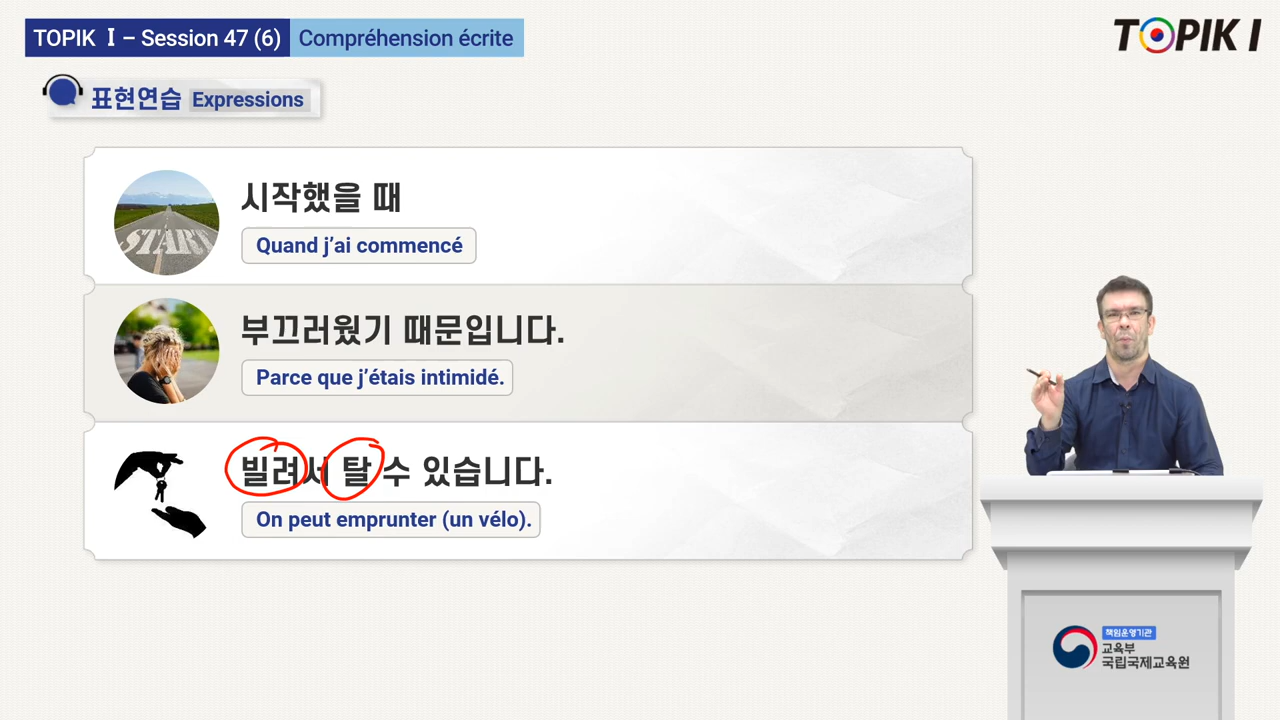 TOPIK Ⅰ – Session 47 (6) Compréhension écrite
TOPIK I
표현연습 Expressions
START
시작했을 때
Quand j’ai commencé
부끄러웠기 때문입니다.
Parce que j’étais intimidé.
빌려서 탈 수 있습니다.
On peut emprunter (un vélo).
책임운영기관
교육부
국립국제교육원